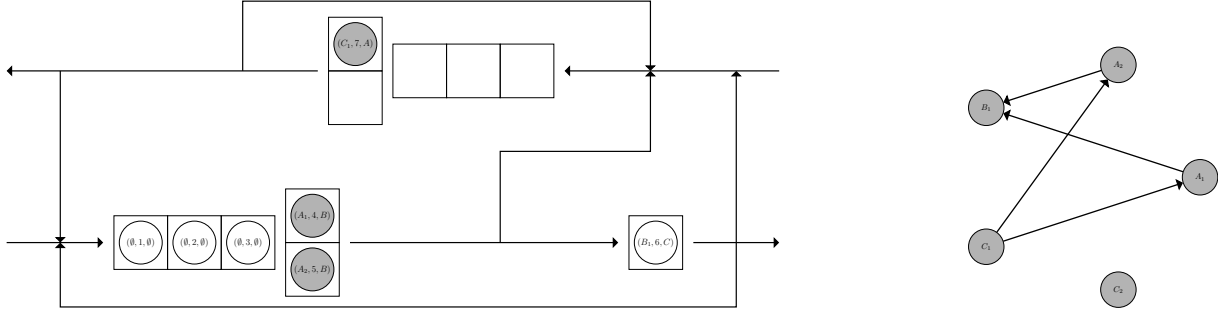 (C₁, 7, A)
A₂
B₁
A₁
(A₁, 4, B)
(∅, 1, ∅) (∅, 2, ∅) (∅, 3, ∅) (B₁, 6, C)
C₁
(A₂, 5, B)
C₂